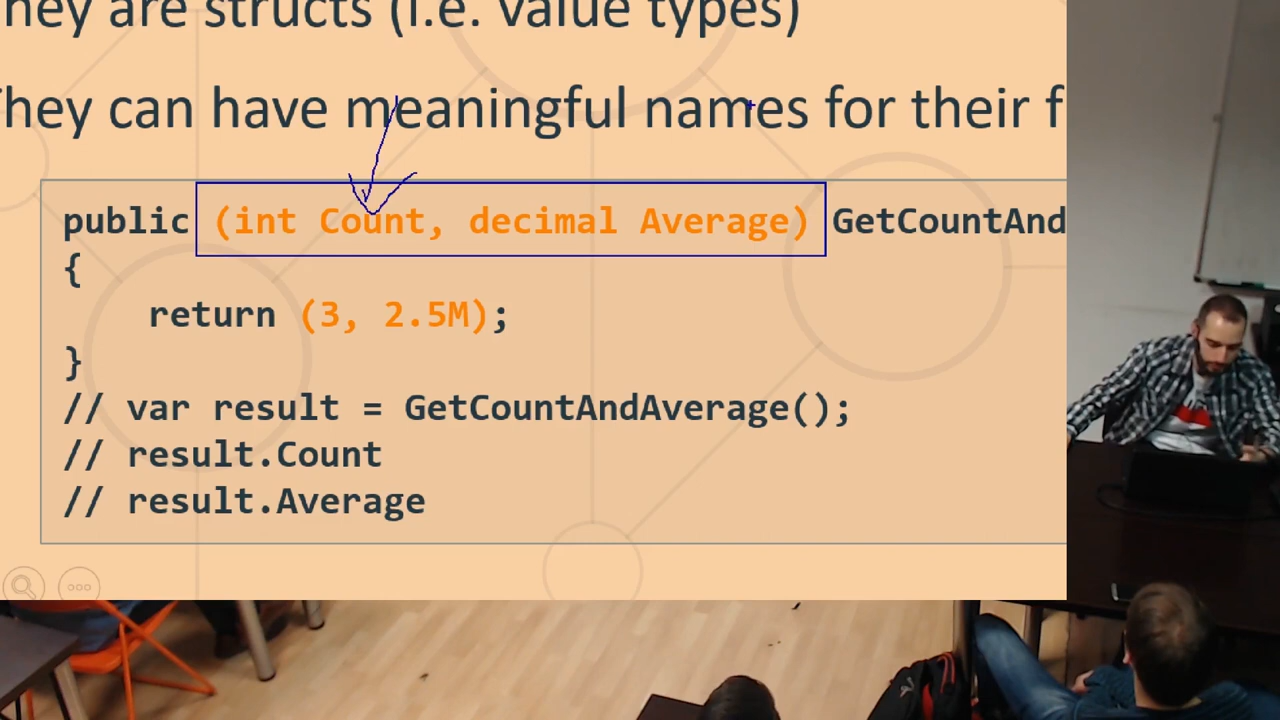 hey are structs (i.e. value types)
They can have meaningful names for their f
public (int Count, decimal Average) GetCountAnd
{
return (3, 2.5M);
}
// var result = GetCountAndAverage();
// result.Count
// result.Average